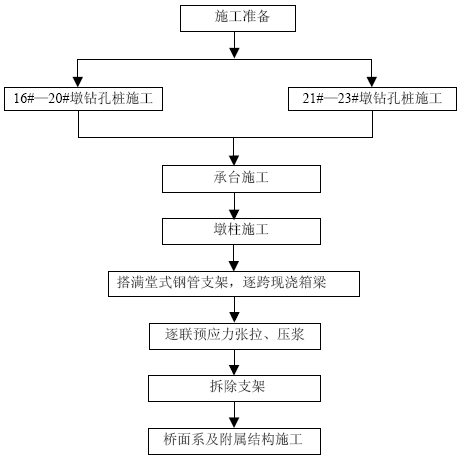 施工准备
16#—20#墩钻孔桩施工
21#—23#墩钻孔桩施工
承台施工
墩柱施工
搭满堂式钢管支架，逐跨现浇箱梁
逐联预应力张拉、压浆
拆除支架
桥面系及附属结构施工